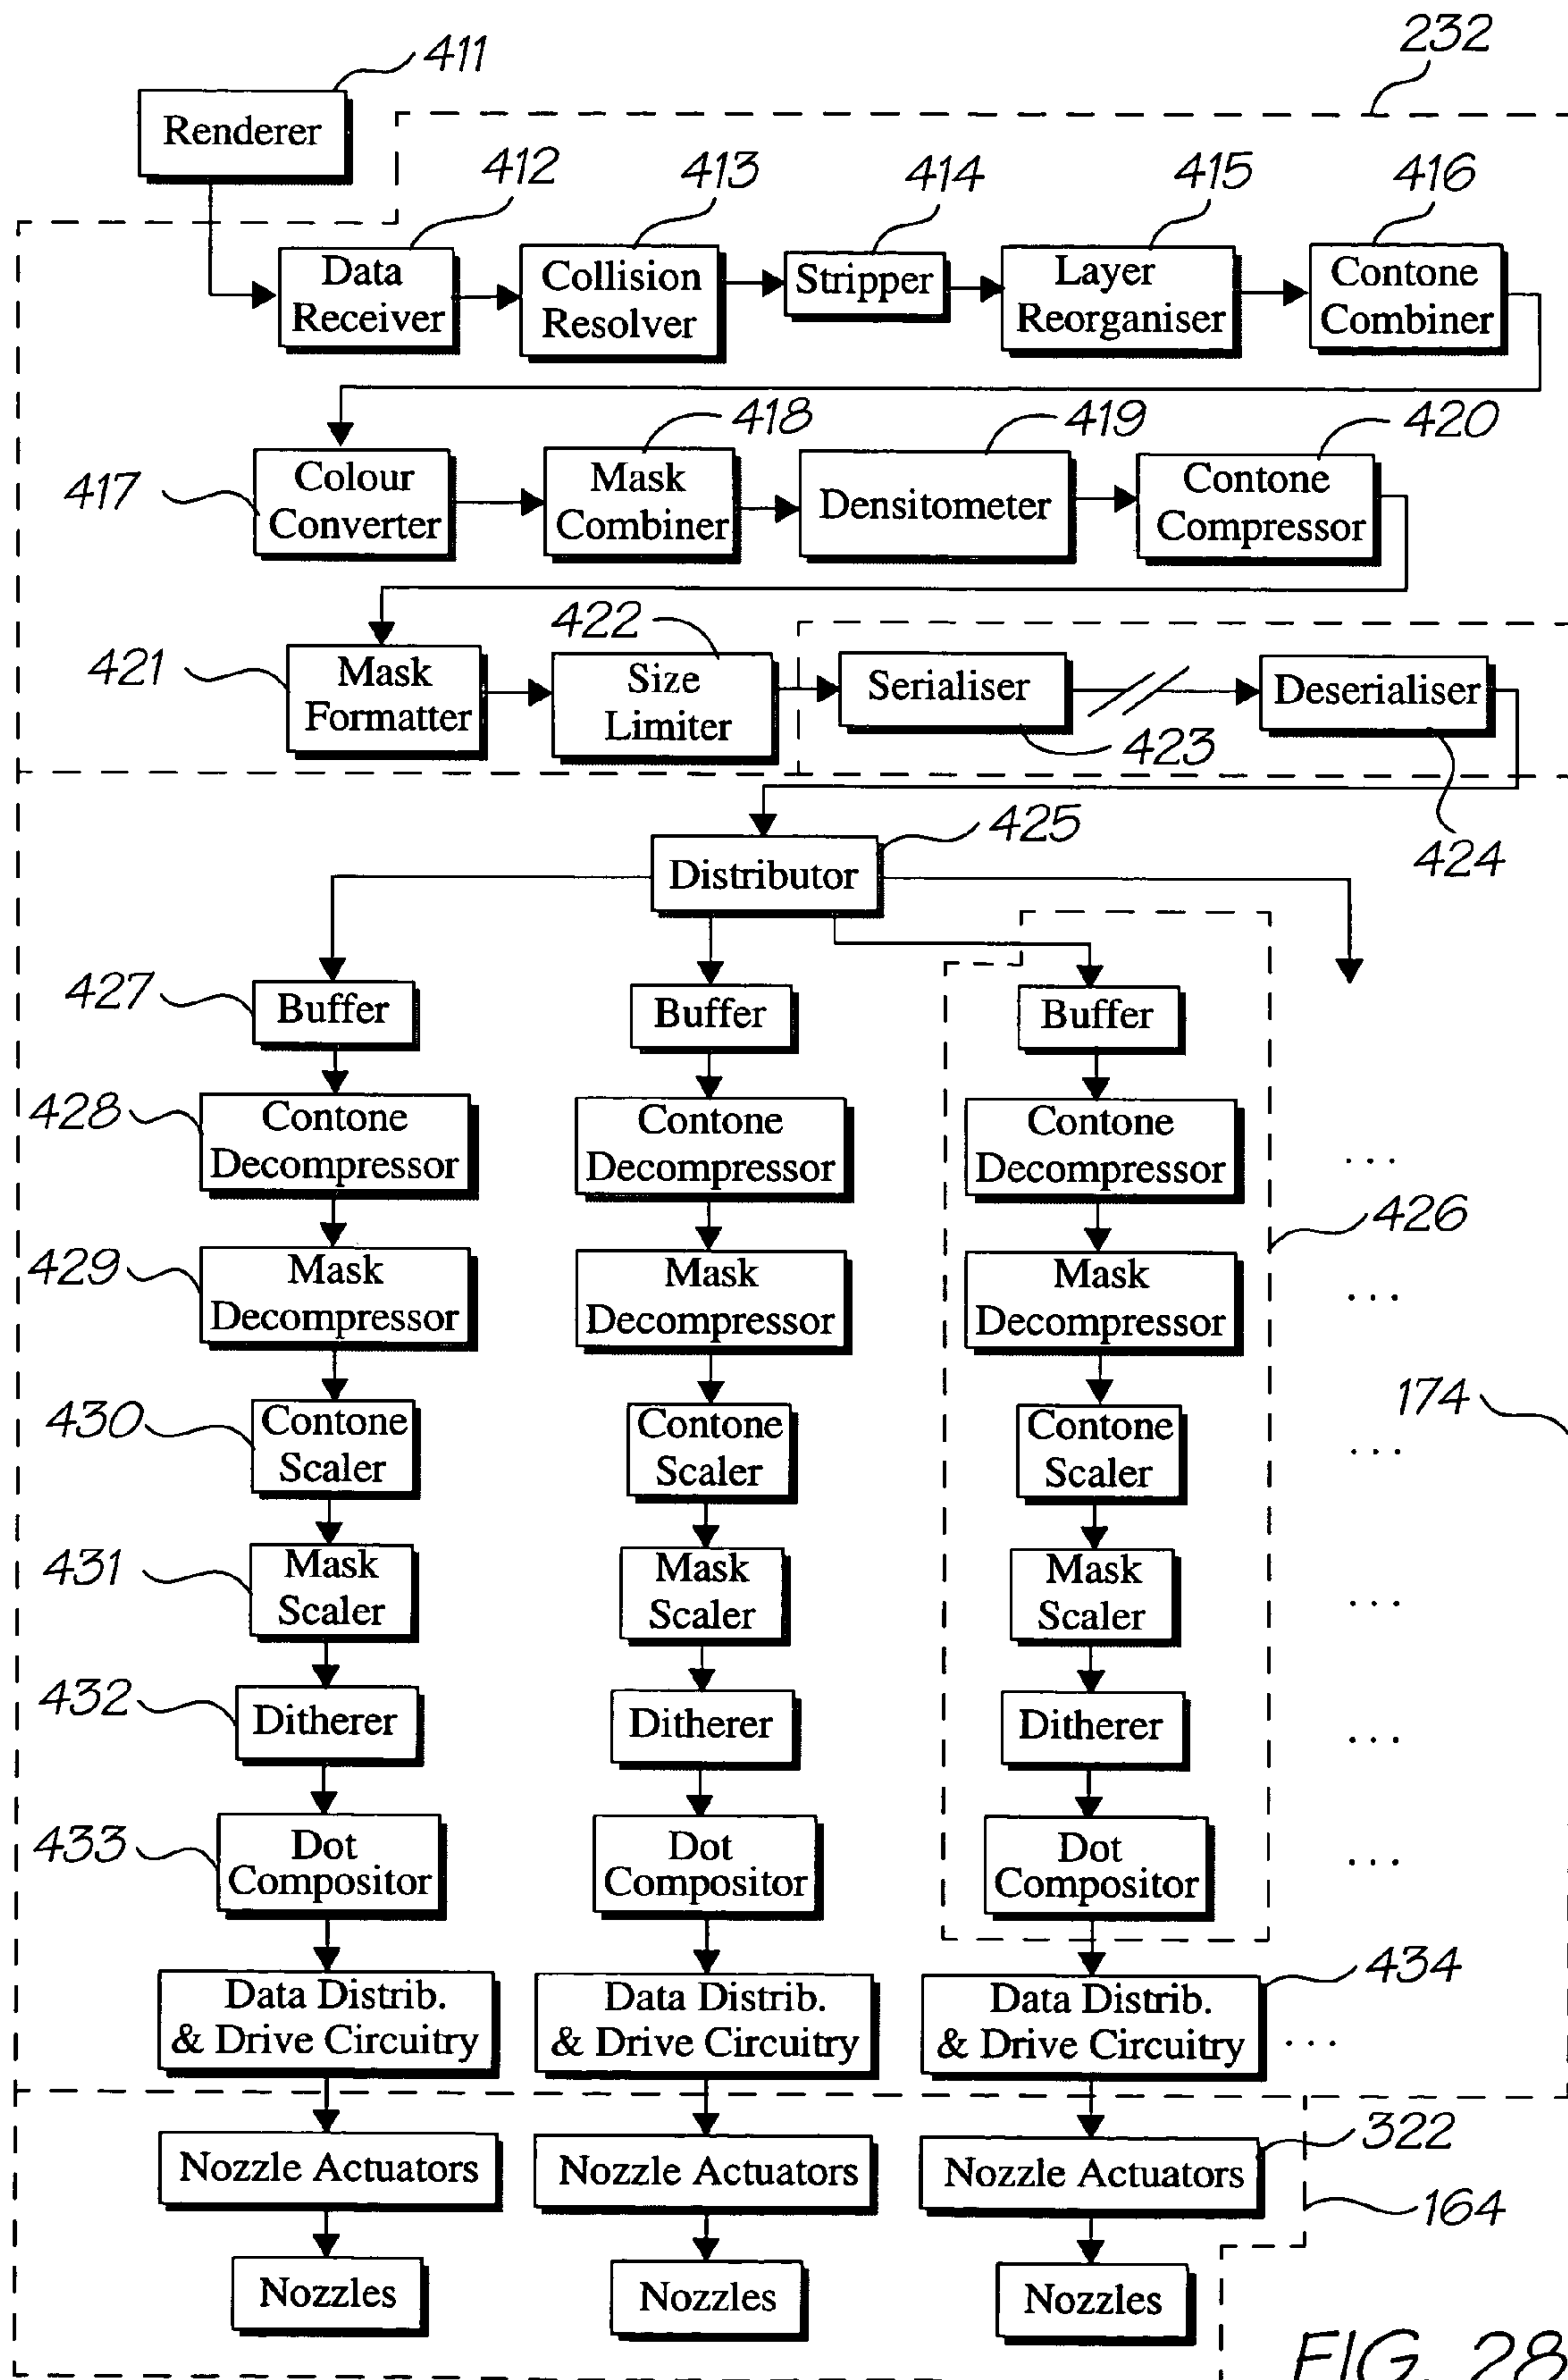 232
411
Renderer
412
413
414
415
416
Data
Receiver
Collision
Resolver
Stripper
Layer
Reorganiser
Contone
Combiner
417
418
419
420
Colour
Converter
Mask
Combiner
Densitometer
Contone
Compressor
421
422
Mask
Formatter
Size
Limiter
Serialiser
Deserialiser
423
424
425
Distributor
427
Buffer
Buffer
Buffer
428
Contone
Decompressor
Contone
Decompressor
Contone
Decompressor
...
426
429
Mask
Decompressor
Mask
Decompressor
Mask
Decompressor
...
174
430
Contone
Scaler
Contone
Scaler
Contone
Scaler
...
431
Mask
Scaler
Mask
Scaler
Mask
Scaler
...
432
Ditherer
Ditherer
Ditherer
...
433
Dot
Compositor
Dot
Compositor
Dot
Compositor
...
434
Data Distrib.
& Drive Circuitry
Data Distrib.
& Drive Circuitry
Data Distrib.
& Drive Circuitry
...
322
Nozzle Actuators
Nozzle Actuators
Nozzle Actuators
164
Nozzles
Nozzles
Nozzles
FIG. 28